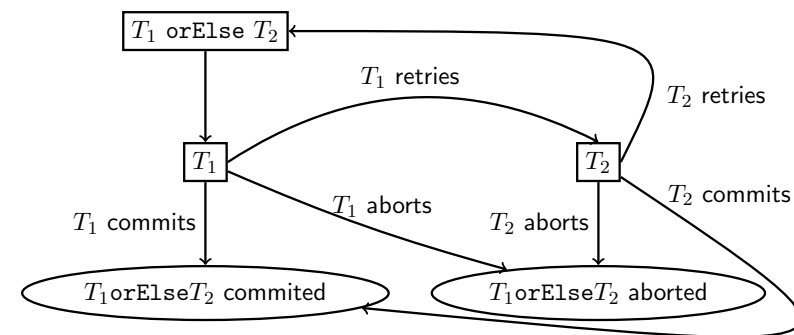 T₁ orElse T₂
T₁ retries
T₂ retries
T₁
T₂
T₂ commits
T₁ aborts
T₁ commits
T₂ aborts
T₁orElseT₂ commited
T₁orElseT₂ aborted